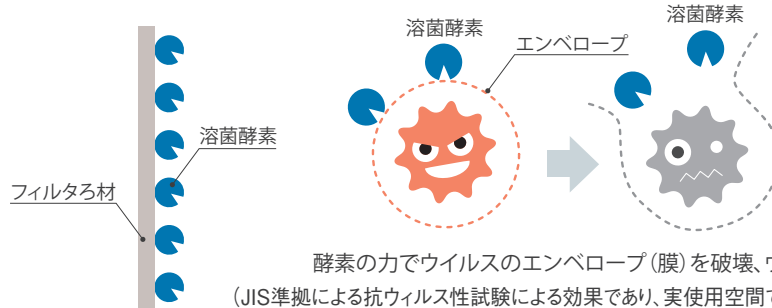 溶菌酵素
溶菌酵素
エンベロープ
溶菌酵素
フィルタろ材
酵素の力でウイルスのエンベロープ（膜）を破壊、
（JIS準拠による抗ウィルス性試験による効果であり、実使用空間で